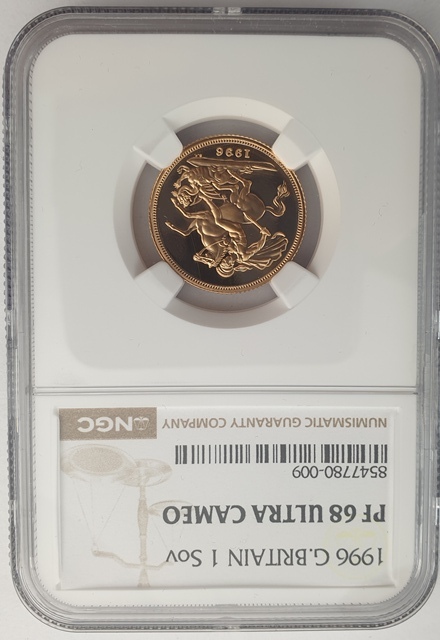 1996 G.BRITAIN 1 SOV
PF 68 ULTRA CAMEO
8547780-009
NUMISMATIC GUARANTY COMPANY
NGC
1996